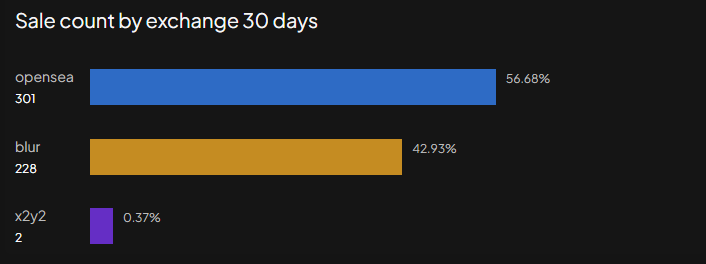 Sale count by exchange 30 days
opensea
301
56.68%
blur
228
42.93%
x2y2
2
0.37%